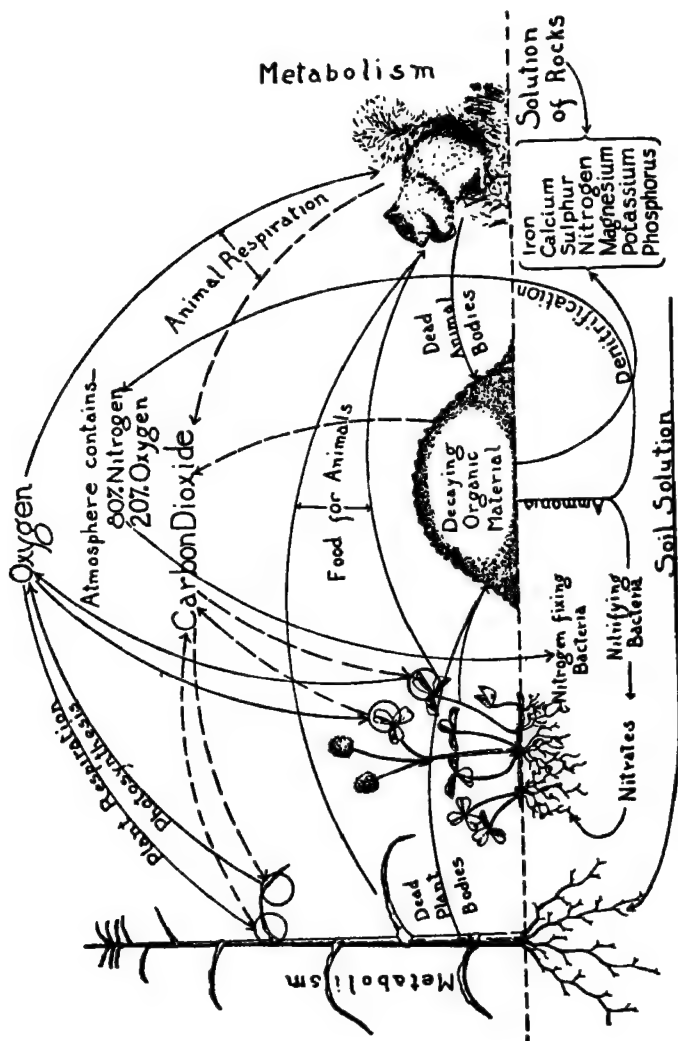 Metabolism
Oxygen
Plant Respiration
Photosynthesis
Atmosphere contains
80% Nitrogen
20% Oxygen
Carbon Dioxide
Animal Respiration
Metabolism
Food for Animals
Dead
Plant
Bodies
Dead
Animal
Bodies
Decaying
Organic
Material
Denitrification
Ammonia
Nitrogen fixing
Bacteria
Nitrifying
Bacteria
Nitrates
Soil Solution
Solution
of Rocks
Iron
Calcium
Sulphur
Nitrogen
Magnesium
Potassium
Phosphorus